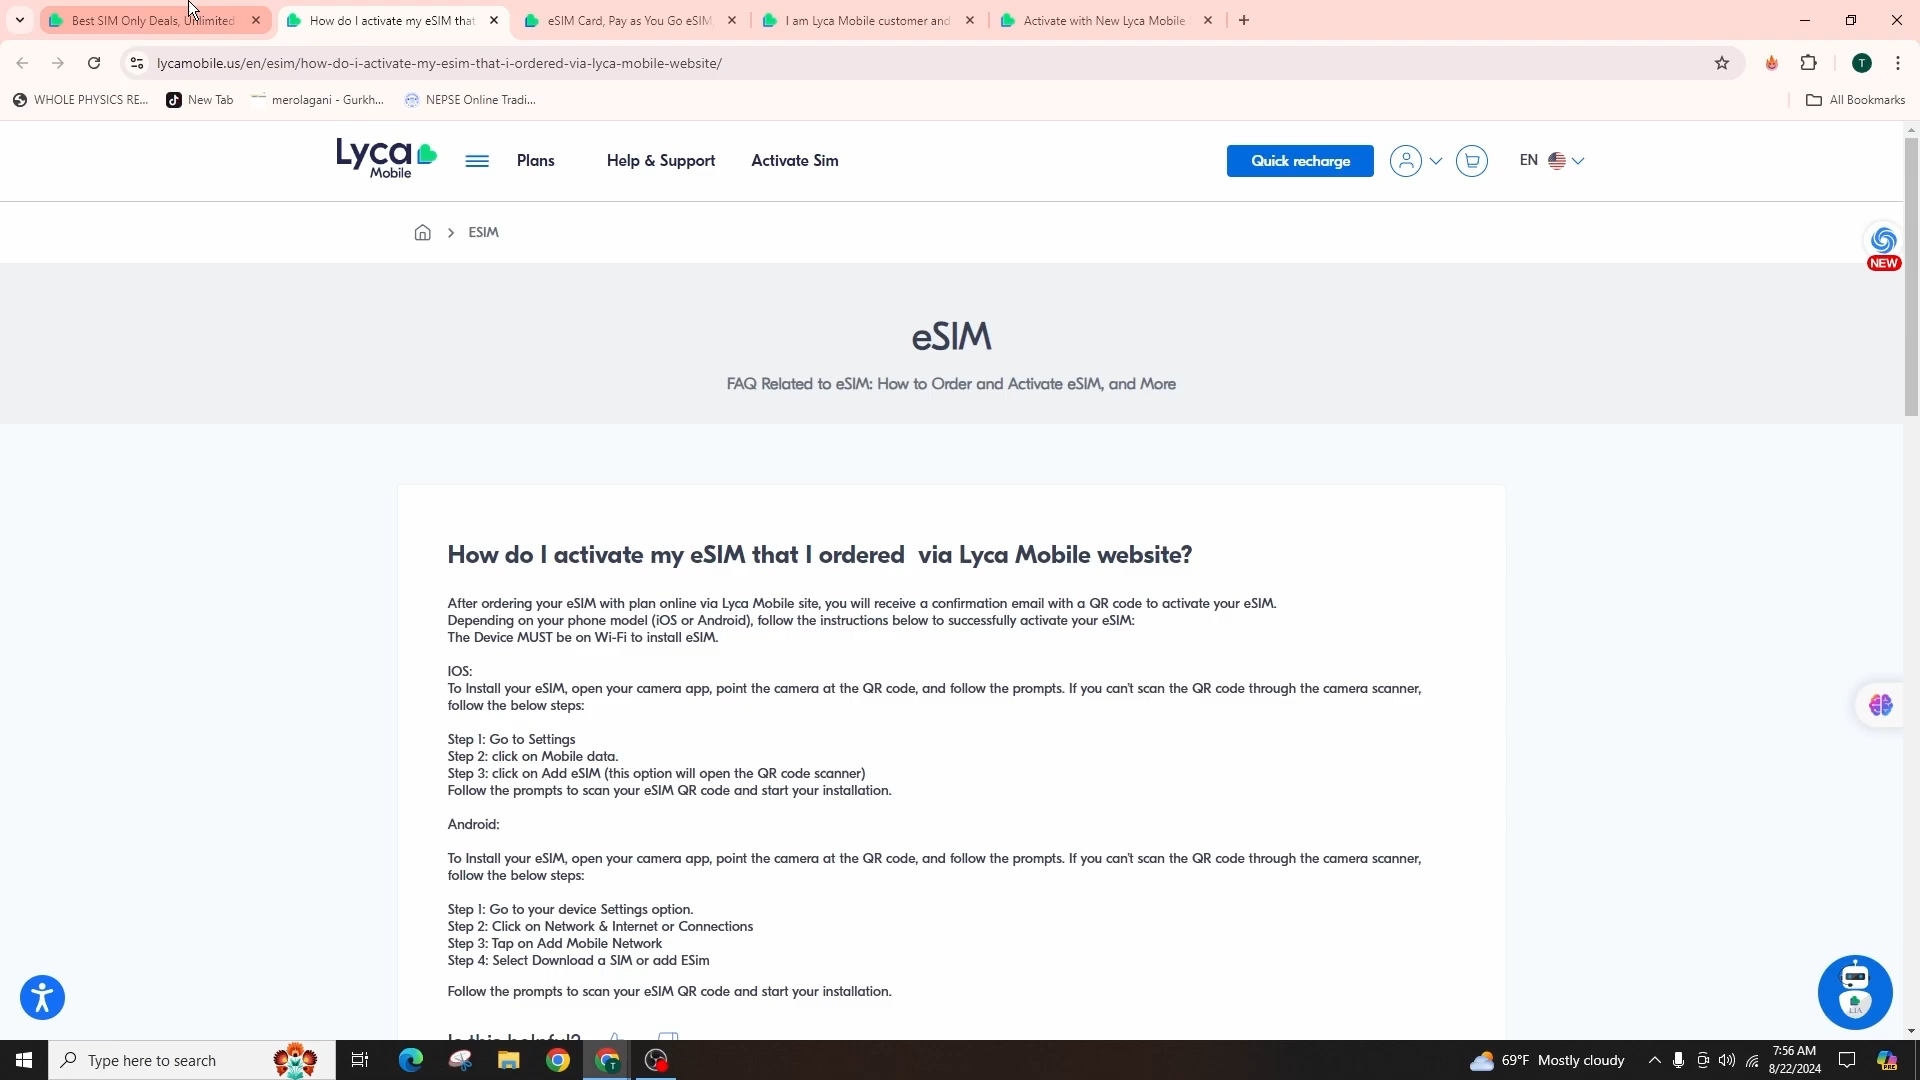 Best SIM Only Deals, Unlimited
How do I activate my eSIM that
eSIM Card, Pay as You Go eSIM
I am Lyca Mobile customer and
Activate with New Lyca Mobile
lycamobile.us/en/esim/how-do-i-activate-my-esim-that-i-ordered-via-lyca-mobile-website/
T
WHOLE PHYSICS RE...
New Tab
merolagani - Gurkh...
NEPSE Online Tradi...
All Bookmarks
Lyca
Mobile
Plans
Help & Support
Activate Sim
Quick recharge
EN
ESIM
NEW
eSIM
FAQ Related to eSIM: How to Order and Activate eSIM, and More
How do I activate my eSIM that I ordered via Lyca Mobile website?
After ordering your eSIM with plan online via Lyca Mobile site, you will receive a confirmation email with a QR code to activate your eSIM.
Depending on your phone model (iOS or Android), follow the instructions below to successfully activate your eSIM:
The Device MUST be on Wi-Fi to install eSIM.
IOS:
To Install your eSIM, open your camera app, point the camera at the QR code, and follow the prompts. If you can't scan the QR code through the camera scanner,
follow the below steps:
Step 1: Go to Settings
Step 2: click on Mobile data.
Step 3: click on Add eSIM (this option will open the QR code scanner)
Follow the prompts to scan your eSIM QR code and start your installation.
Android:
To Install your eSIM, open your camera app, point the camera at the QR code, and follow the prompts. If you can't scan the QR code through the camera scanner,
follow the below steps:
Step 1: Go to your device Settings option.
Step 2: Click on Network & Internet or Connections
Step 3: Tap on Add Mobile Network
Step 4: Select Download a SIM or add ESim
Follow the prompts to scan your eSIM QR code and start your installation.
Is this helpful?
Type here to search
69°F Mostly cloudy
7:56 AM
8/22/2024